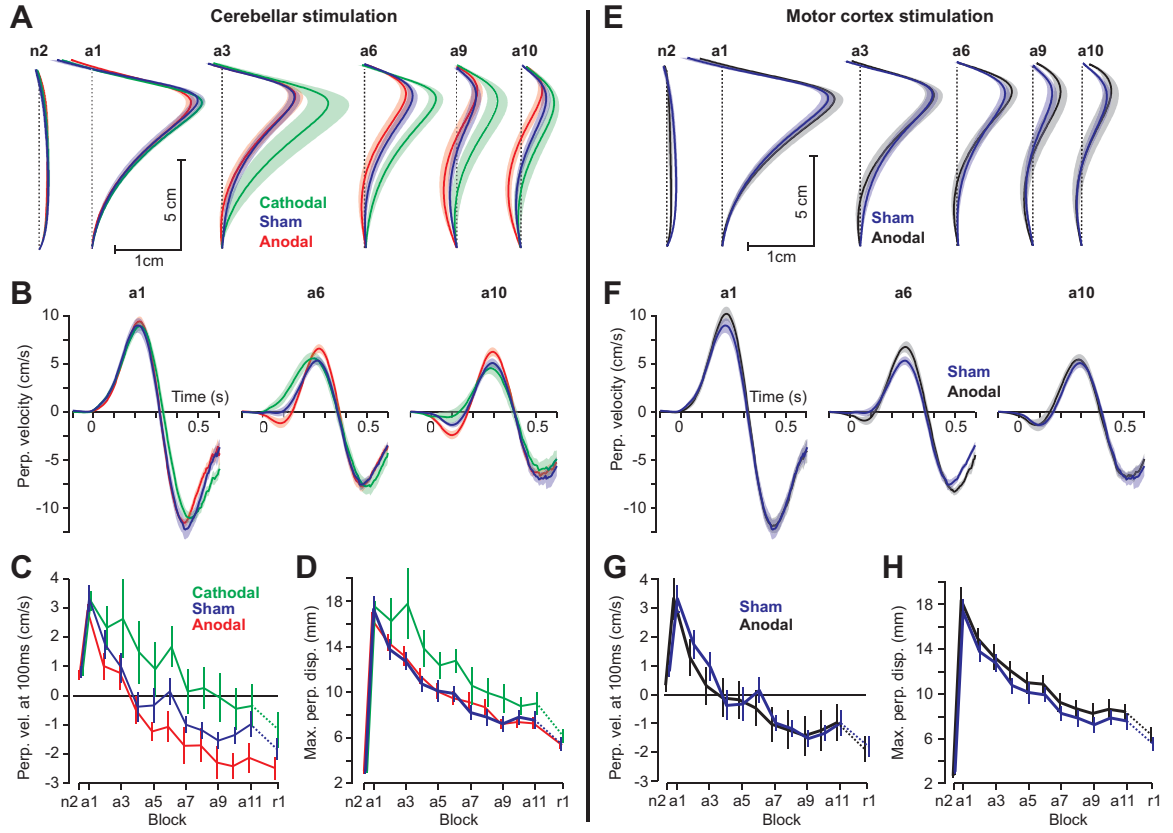 A Cerebellar stimulation
n2 a1 a3 a6 a9 a10
5 cm
1cm
Cathodal
Sham
Anodal
B a1 a6 a10
Perp. velocity (cm/s)
10
5
0
-5
-10
Time (s)
0 0.5 0 0.5 0 0.5
C
Perp. vel. at 100ms (cm/s)
4
3
2
1
0
-1
-2
-3
Cathodal
Sham
Anodal
n2 a1 a3 a5 a7 a9 a11 r1
Block
D
Max. perp. disp. (mm)
18
14
10
6
2
n2 a1 a3 a5 a7 a9 a11 r1
Block
E Motor cortex stimulation
n2 a1 a3 a6 a9 a10
5 cm
1cm
Sham
Anodal
F a1 a6 a10
Perp. velocity (cm/s)
10
5
0
-5
-10
Time (s)
Sham
Anodal
0 0.5 0 0.5 0 0.5
G
Perp. vel. at 100ms (cm/s)
4
3
2
1
0
-1
-2
-3
Sham
Anodal
n2 a1 a3 a5 a7 a9 a11 r1
Block
H
Max. perp. disp. (mm)
18
14
10
6
2
n2 a1 a3 a5 a7 a9 a11 r1
Block